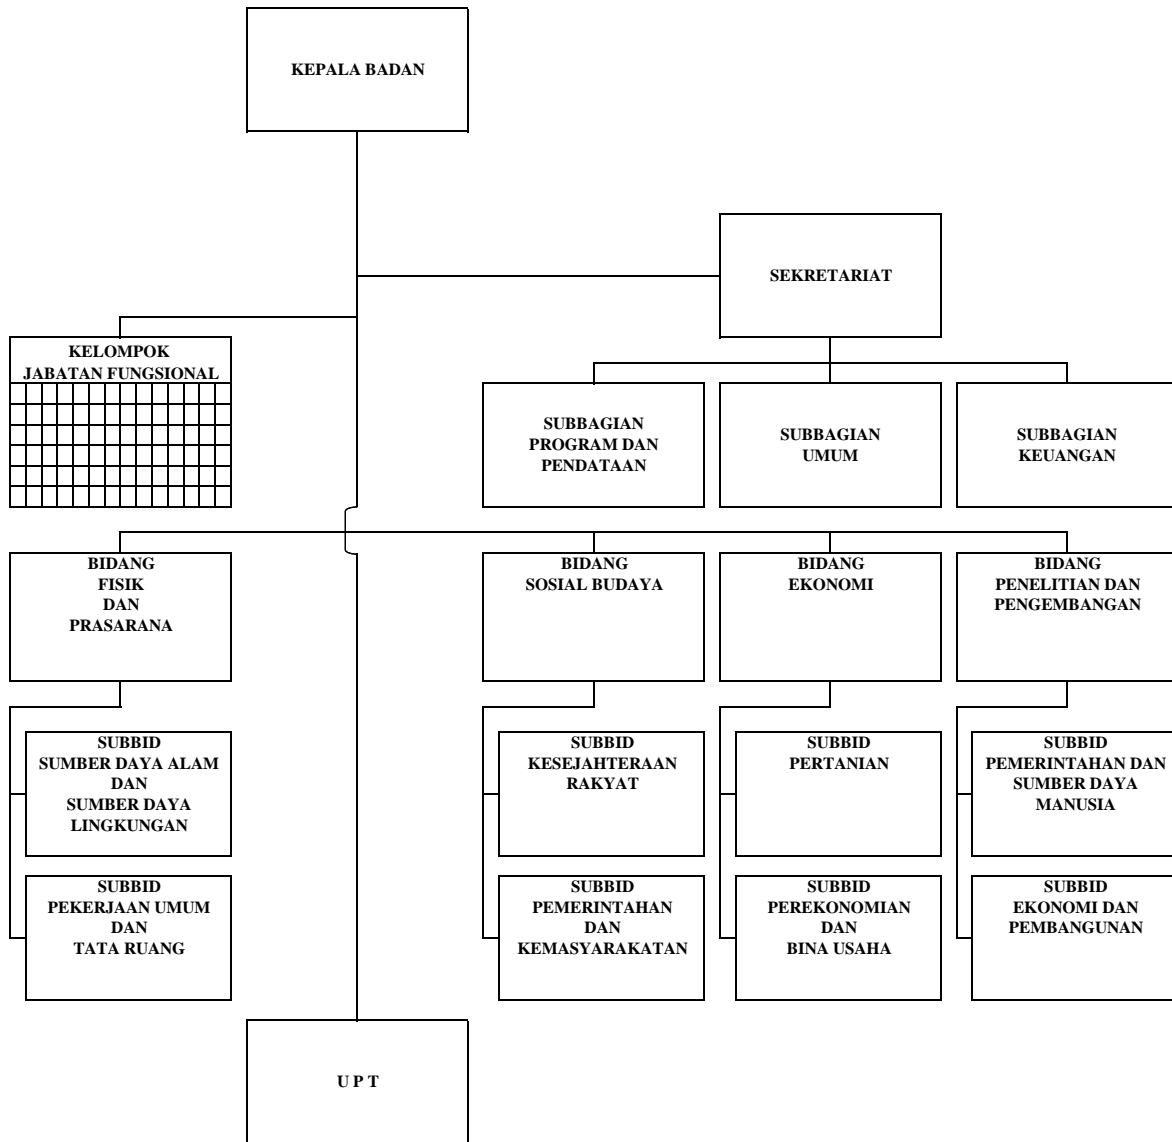 KEPALA BADAN
SEKRETARIAT
KELOMPOK
JABATAN FUNGSIONAL
SUBBAGIAN
PROGRAM DAN
PENDATAAN
SUBBAGIAN
UMUM
SUBBAGIAN
KEUANGAN
BIDANG
FISIK
DAN
PRASARANA
BIDANG
SOSIAL BUDAYA
BIDANG
EKONOMI
BIDANG
PENELITIAN DAN
PENGEMBANGAN
SUBBID
SUMBER DAYA ALAM
DAN
SUMBER DAYA
LINGKUNGAN
SUBBID
KESEJAHTERAAN
RAKYAT
SUBBID
PERTANIAN
SUBBID
PEMERINTAHAN DAN
SUMBER DAYA
MANUSIA
SUBBID
PEKERJAAN UMUM
DAN
TATA RUANG
SUBBID
PEMERINTAHAN
DAN
KEMASYARAKATAN
SUBBID
PEREKONOMIAN
DAN
BINA USAHA
SUBBID
EKONOMI DAN
PEMBANGUNAN
U P T